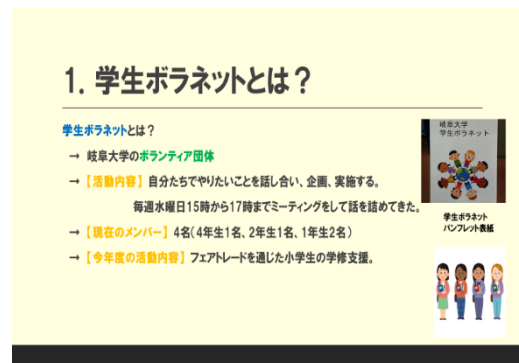 1. 学生ボラネットとは？
学生ボラネットとは？
→ 岐阜大学のボランティア団体
→ 【活動内容】 自分たちでやりたいことを話し合い、企画、実施する。
毎週水曜日15時から17時までミーティングをして話を詰めてきた。
→ 【現在のメンバー】 4名（4年生1名、2年生1名、1年生2名）
→ 【今年度の活動内容】 フェアトレードを通じた小学生の学修支援。
岐阜大学
学生ボラネット
学生ボラネット
パンフレット表紙